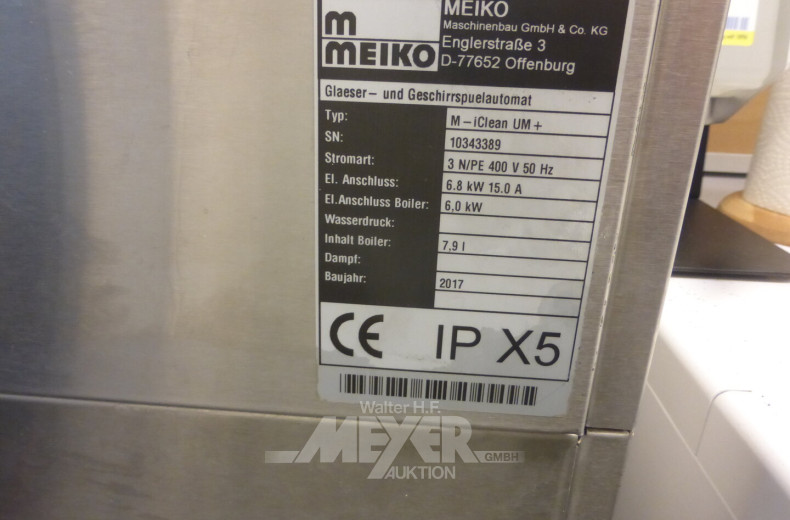 m
MEIKO
MEIKO
Maschinenbau GmbH & Co. KG
Englerstraße 3
D-77652 Offenburg
Glaeser- und Geschirrspuelautomat
Typ: M-iClean UM+
SN: 10343389
Stromart: 3 N/PE 400 V 50 Hz
El. Anschluss: 6.8 kW 15.0 A
El.Anschluss Boiler: 6,0 kW
Wasserdruck:
Inhalt Boiler: 7,9 l
Dampf:
Baujahr: 2017
CE IP X5
Walter H.F.
MEYER
GMBH
AUKTION